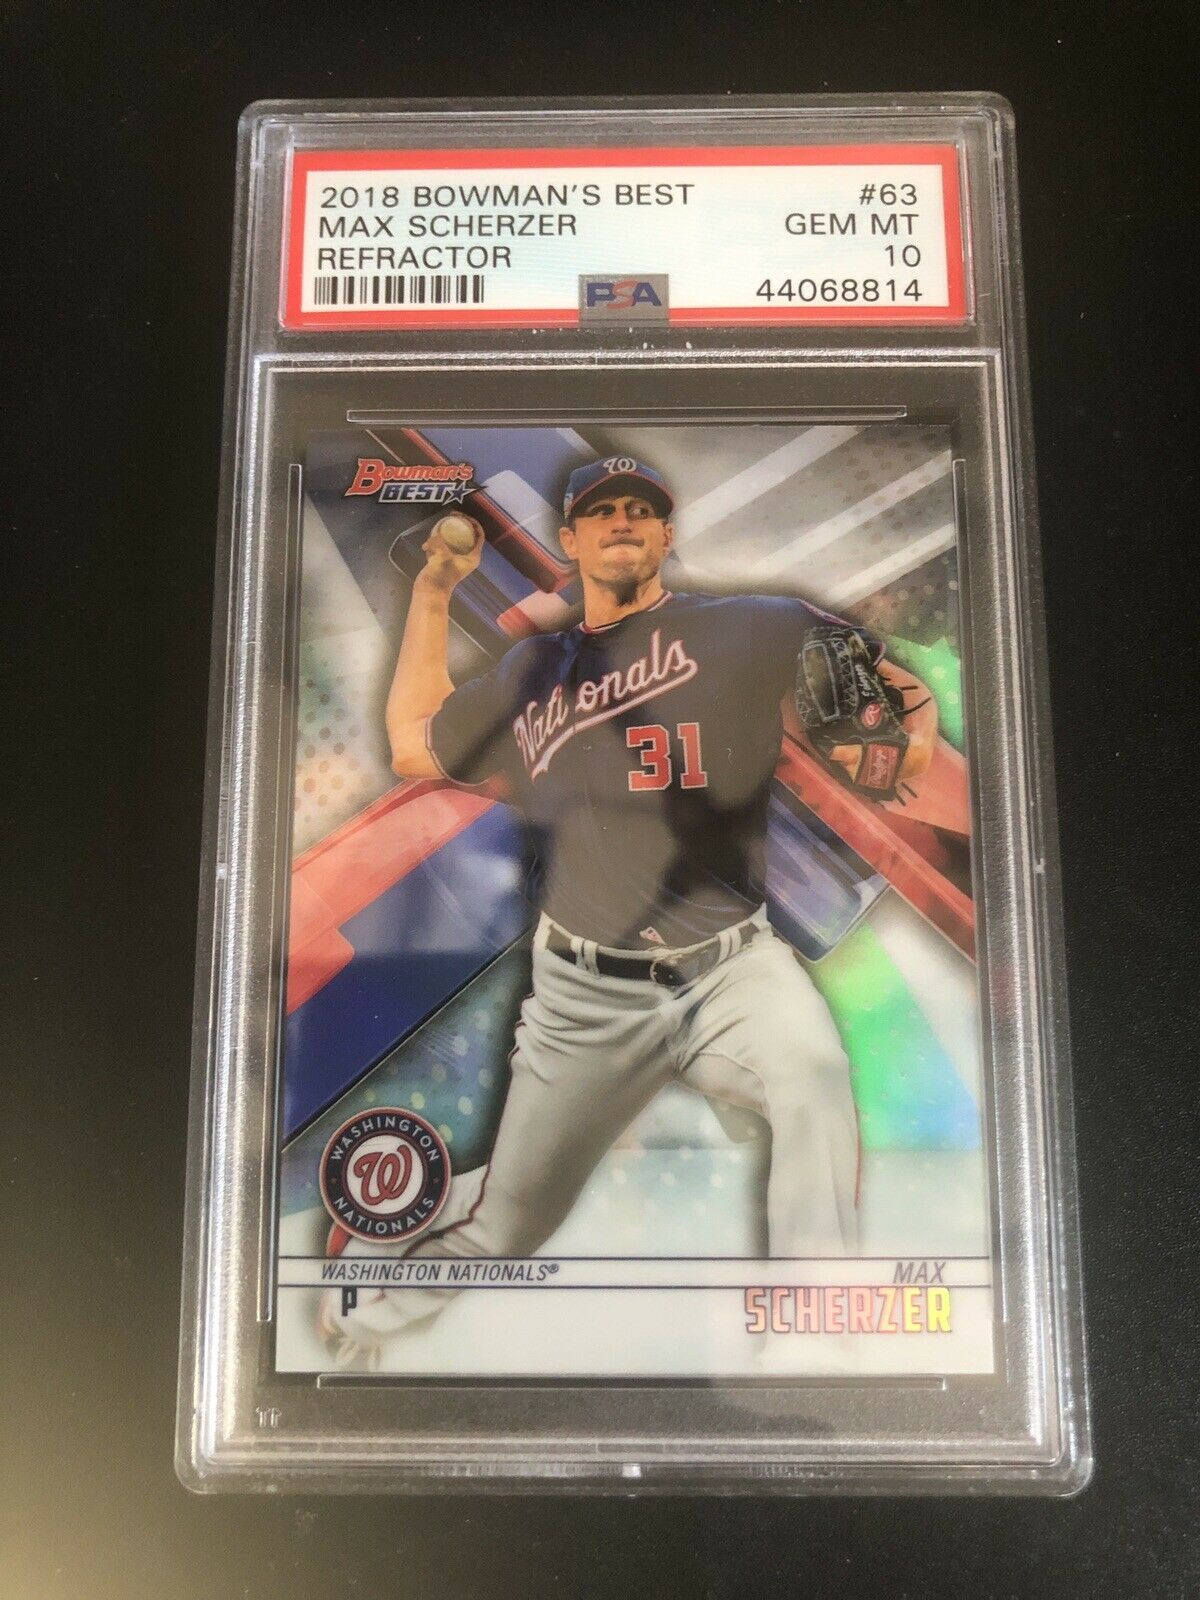 2018 BOWMAN'S BEST #63
MAX SCHERZER GEM MT
REFRACTOR 10
PSA 44068814
Bowman's
BEST
W
Nationals
31
Rawlings
WASHINGTON
W
NATIONALS
WASHINGTON NATIONALS®
P
MAX
SCHERZER